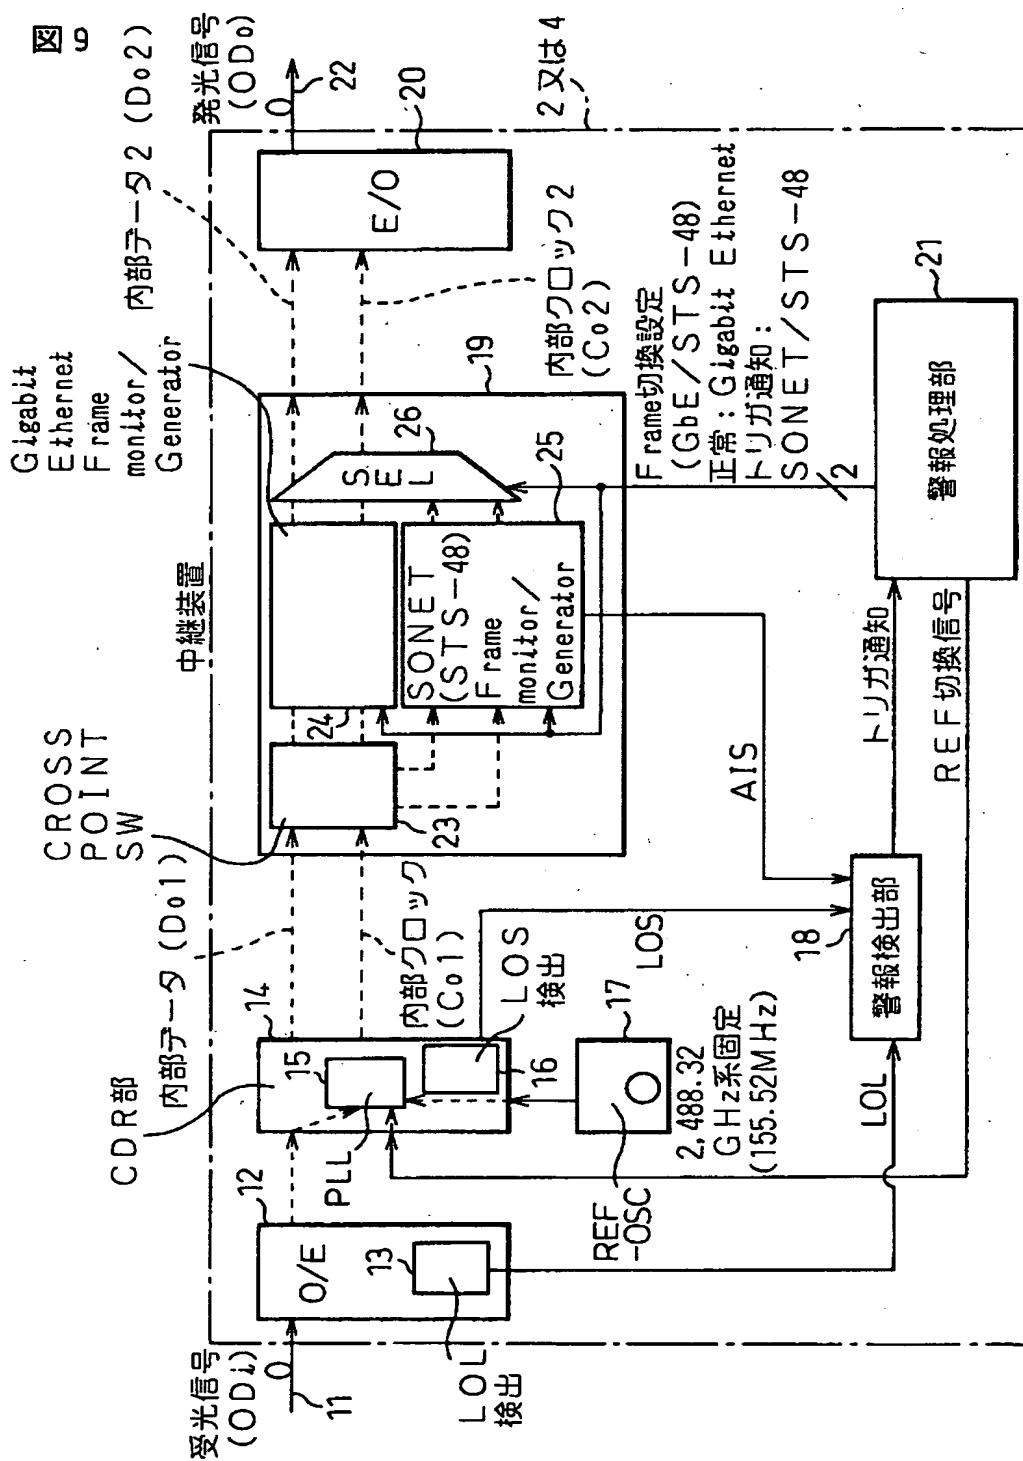 図9
受光信号
(ODi)
11
12
O/E
13
LOL
検出
CDR部
14
15
PLL
16
LOS
検出
REF
-OSC
17
2,488.32
GHz系固定
(155.52MHz)
内部データ1 (Do1)
内部クロック
(Co1)
CROSS
POINT
SW
23
中継装置
24
Gigabit
Ethernet
Frame
monitor/
Generator
SONET
(STS-48)
Frame
monitor/
Generator
25
SEL
26
19
内部データ2 (Do2)
内部クロック2
(Co2)
E/O
20
発光信号
(ODo)
22
2又は4
Frame切換設定
(GbE/STS-48)
正常:Gigabit Ethernet
トリガ通知:
SONET/STS-48
2
警報処理部
21
トリガ通知
REF切換信号
AIS
LOS
LOL
18
警報検出部